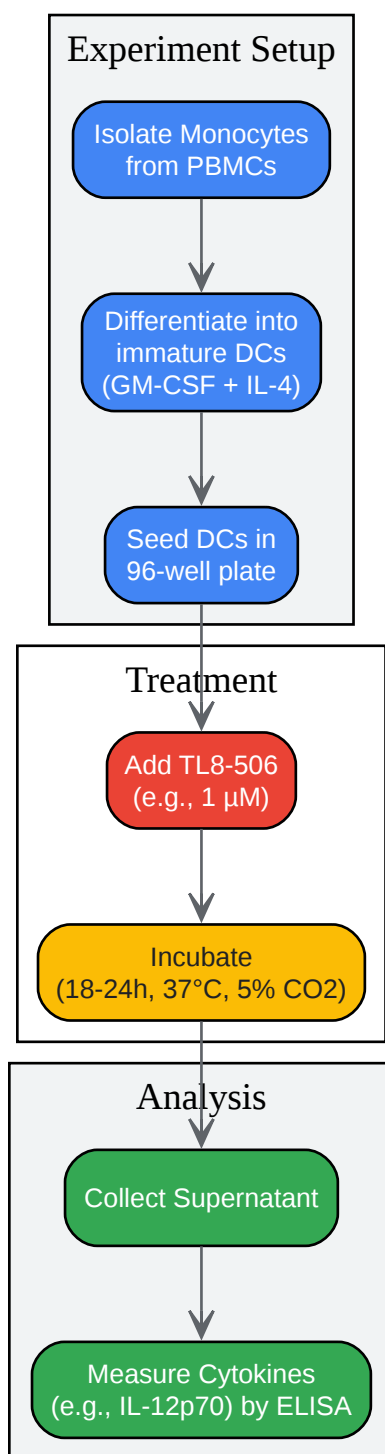 Experiment Setup
Isolate Monocytes
from PBMCs
Differentiate into
immature DCs
(GM-CSF + IL-4)
Seed DCs in
96-well plate
Treatment
Add TL8-506
(e.g., 1 µM)
Incubate
(18-24h, 37°C, 5% CO2)
Analysis
Collect Supernatant
Measure Cytokines
(e.g., IL-12p70) by ELISA